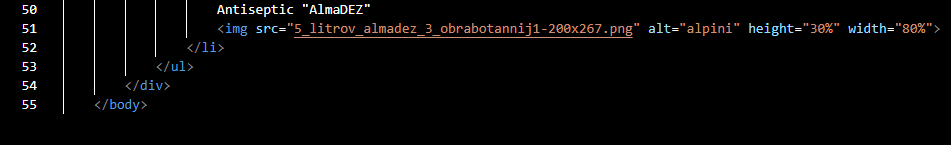 50 Antiseptic "AlmaDEZ"
51 <img src="5_litrov_almadez_3_obrabotannij1-200x267.png" alt="alpini" height="30%" width="80%">
52 </li>
53 </ul>
54 </div>
55 </body>